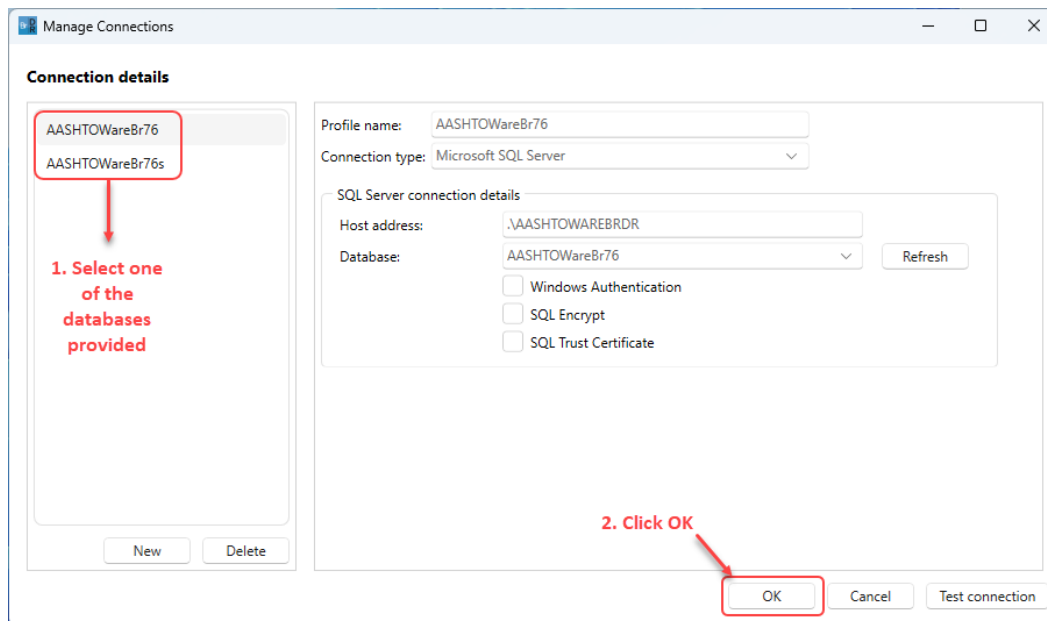 Manage Connections
Connection details
AASHTOWareBr76
AASHTOWareBr76s
1. Select one
of the
databases
provided
New
Delete
Profile name:
AASHTOWareBr76
Connection type:
Microsoft SQL Server
SQL Server connection details
Host address:
.\AASHTOWAREBRDR
Database:
AASHTOWareBr76
Refresh
Windows Authentication
SQL Encrypt
SQL Trust Certificate
2. Click OK
OK
Cancel
Test connection